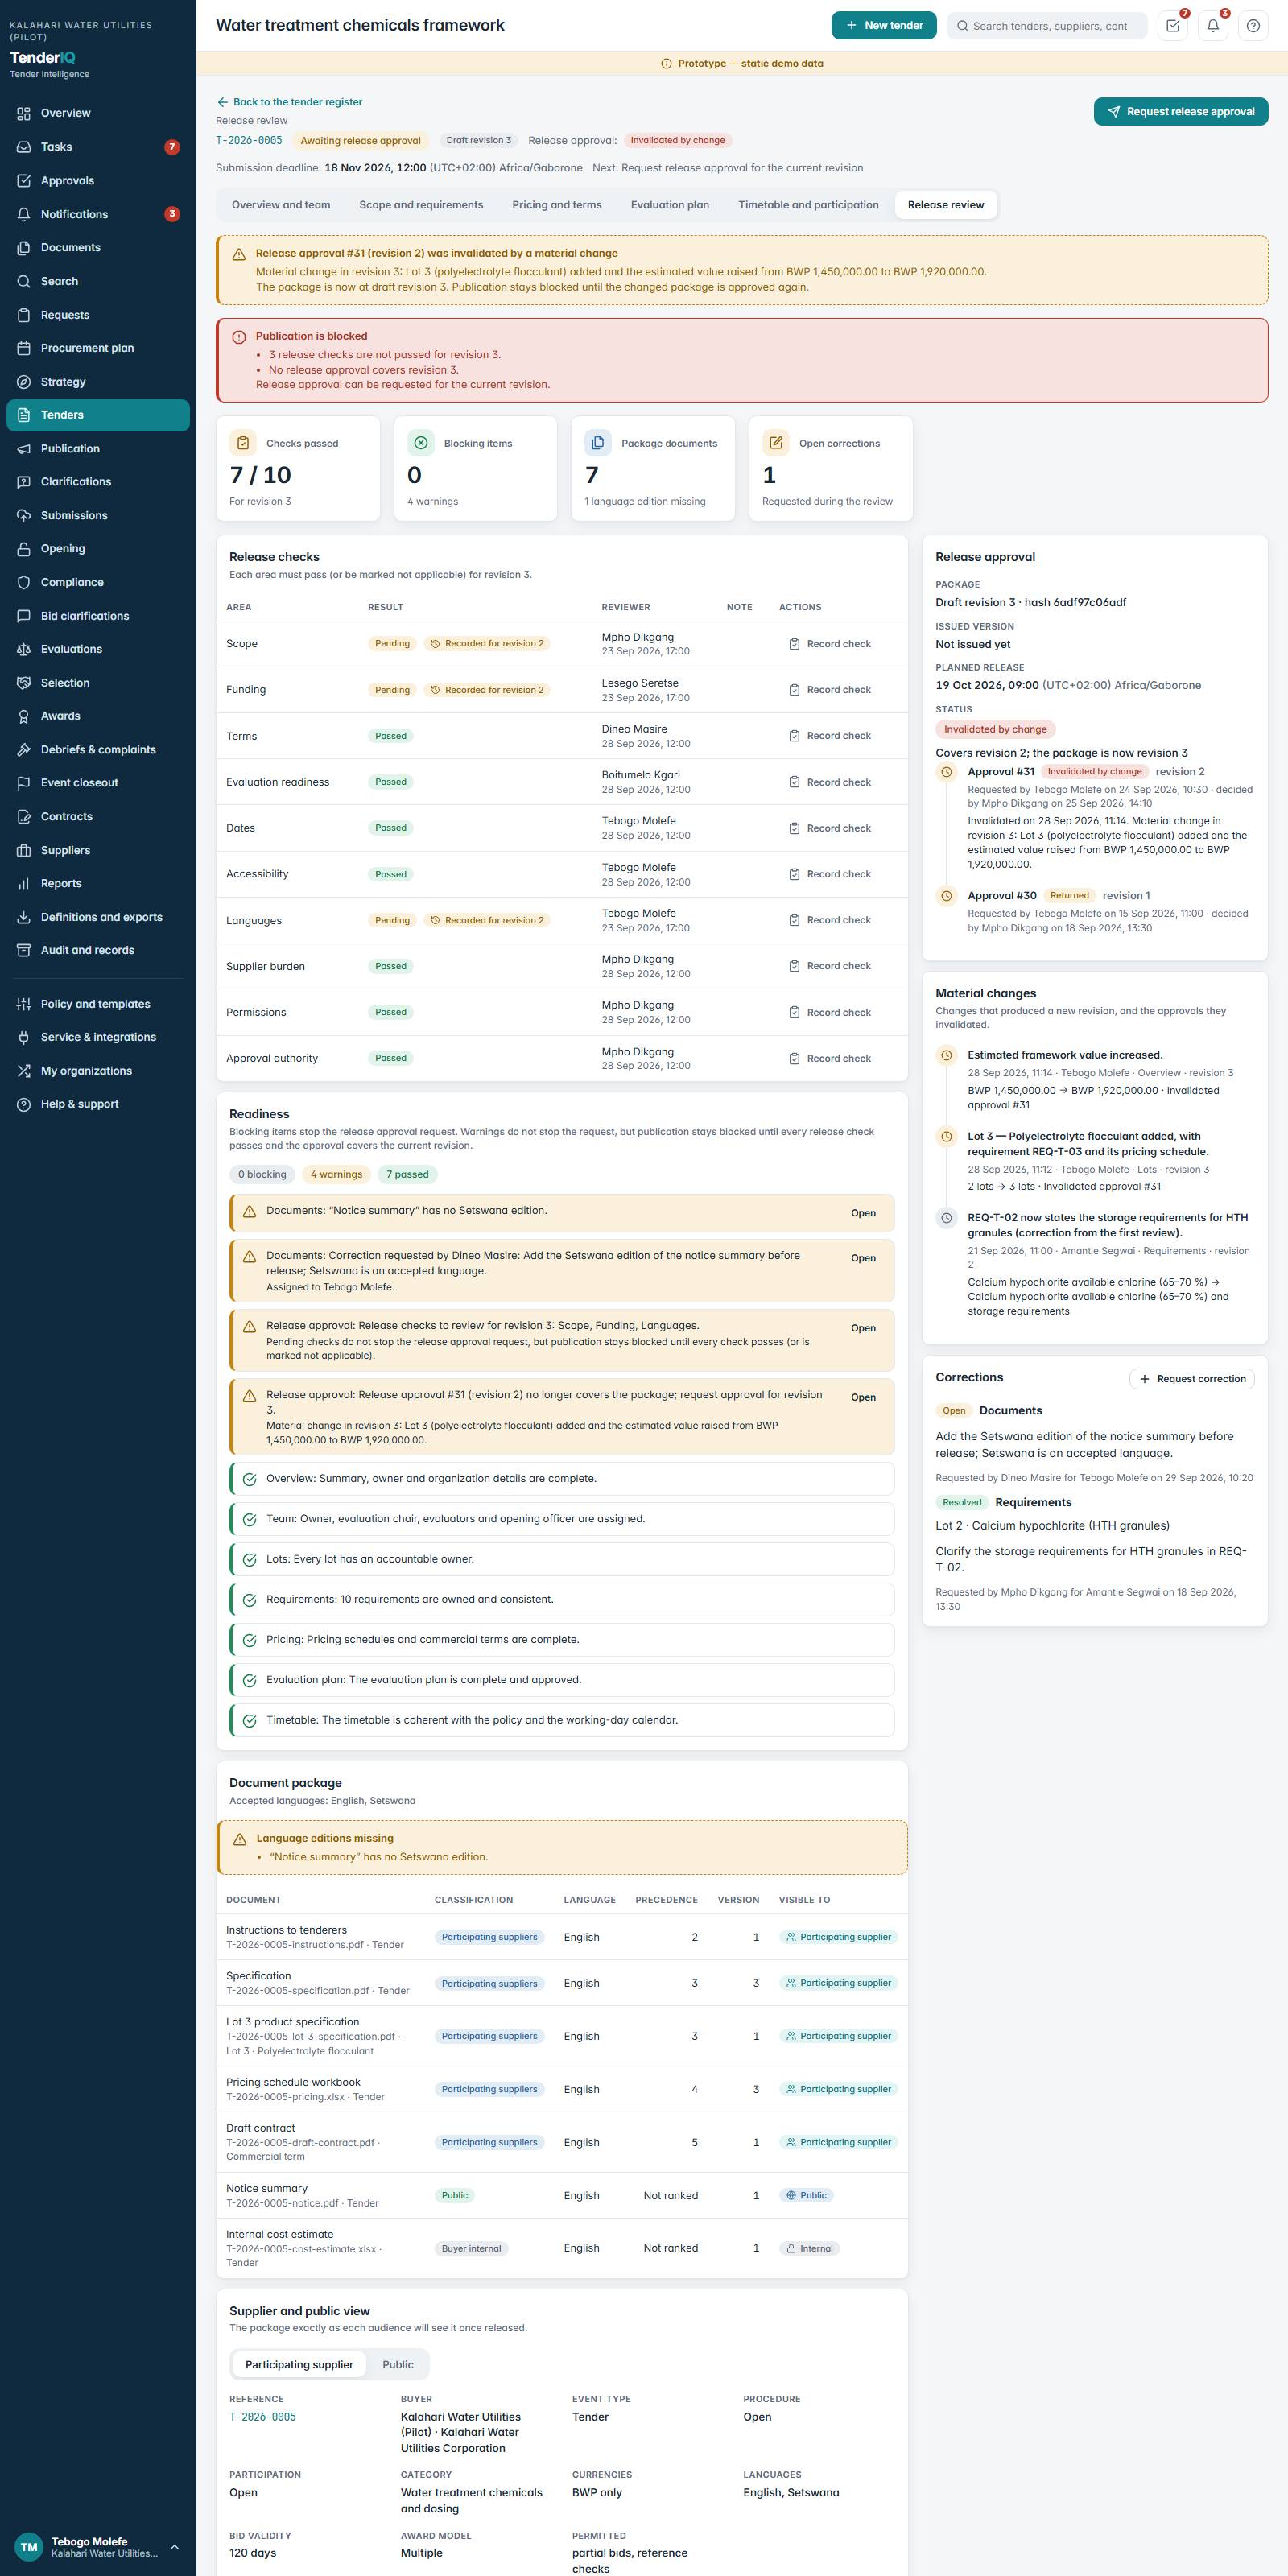 KALAHARI WATER UTILITIES
(PILOT)
TenderIQ
Tender Intelligence
Overview
Tasks 7
Approvals
Notifications 3
Documents
Search
Requests
Procurement plan
Strategy
Tenders
Publication
Clarifications
Submissions
Opening
Compliance
Bid clarifications
Evaluations
Selection
Awards
Debriefs & complaints
Event closeout
Contracts
Suppliers
Reports
Definitions and exports
Audit and records
Policy and templates
Service & integrations
My organizations
Help & support
TM Tebogo Molefe
Kalahari Water Utilities...
Water treatment chemicals framework
New tender
Search tenders, suppliers, cont
7
3
Prototype — static demo data
Back to the tender register
Request release approval
Release review
T-2026-0005 Awaiting release approval Draft revision 3 Release approval: Invalidated by change
Submission deadline: 18 Nov 2026, 12:00 (UTC+02:00) Africa/Gaborone Next: Request release approval for the current revision
Overview and team Scope and requirements Pricing and terms Evaluation plan Timetable and participation Release review
Release approval #31 (revision 2) was invalidated by a material change
Material change in revision 3: Lot 3 (polyelectrolyte flocculant) added and the estimated value raised from BWP 1,450,000.00 to BWP 1,920,000.00.
The package is now at draft revision 3. Publication stays blocked until the changed package is approved again.
Publication is blocked
• 3 release checks are not passed for revision 3.
• No release approval covers revision 3.
Release approval can be requested for the current revision.
Checks passed
7 / 10
For revision 3
Blocking items
0
4 warnings
Package documents
7
1 language edition missing
Open corrections
1
Requested during the review
Release checks
Each area must pass (or be marked not applicable) for revision 3.
AREA RESULT REVIEWER NOTE ACTIONS
Scope Pending Recorded for revision 2 Mpho Dikgang Record check
23 Sep 2026, 17:00
Funding Pending Recorded for revision 2 Lesego Seretse Record check
23 Sep 2026, 17:00
Terms Passed Dineo Masire Record check
28 Sep 2026, 12:00
Evaluation readiness Passed Boitumelo Kgari Record check
28 Sep 2026, 12:00
Dates Passed Tebogo Molefe Record check
28 Sep 2026, 12:00
Accessibility Passed Tebogo Molefe Record check
28 Sep 2026, 12:00
Languages Pending Recorded for revision 2 Tebogo Molefe Record check
23 Sep 2026, 17:00
Supplier burden Passed Mpho Dikgang Record check
28 Sep 2026, 12:00
Permissions Passed Mpho Dikgang Record check
28 Sep 2026, 12:00
Approval authority Passed Mpho Dikgang Record check
28 Sep 2026, 12:00
Readiness
Blocking items stop the release approval request. Warnings do not stop the request, but publication stays blocked until every release check
passes and the approval covers the current revision.
0 blocking 4 warnings 7 passed
Documents: “Notice summary” has no Setswana edition. Open
Documents: Correction requested by Dineo Masire: Add the Setswana edition of the notice summary before Open
release; Setswana is an accepted language.
Assigned to Tebogo Molefe.
Release approval: Release checks to review for revision 3: Scope, Funding, Languages. Open
Pending checks do not stop the release approval request, but publication stays blocked until every check passes (or is
marked not applicable).
Release approval: Release approval #31 (revision 2) no longer covers the package; request approval for revision Open
3.
Material change in revision 3: Lot 3 (polyelectrolyte flocculant) added and the estimated value raised from BWP
1,450,000.00 to BWP 1,920,000.00.
Overview: Summary, owner and organization details are complete.
Team: Owner, evaluation chair, evaluators and opening officer are assigned.
Lots: Every lot has an accountable owner.
Requirements: 10 requirements are owned and consistent.
Pricing: Pricing schedules and commercial terms are complete.
Evaluation plan: The evaluation plan is complete and approved.
Timetable: The timetable is coherent with the policy and the working-day calendar.
Document package
Accepted languages: English, Setswana
Language editions missing
• “Notice summary” has no Setswana edition.
DOCUMENT CLASSIFICATION LANGUAGE PRECEDENCE VERSION VISIBLE TO
Instructions to tenderers Participating suppliers English 2 1 Participating supplier
T-2026-0005-instructions.pdf · Tender
Specification Participating suppliers English 3 3 Participating supplier
T-2026-0005-specification.pdf · Tender
Lot 3 product specification Participating suppliers English 3 1 Participating supplier
T-2026-0005-lot-3-specification.pdf ·
Lot 3 · Polyelectrolyte flocculant
Pricing schedule workbook Participating suppliers English 4 3 Participating supplier
T-2026-0005-pricing.xlsx · Tender
Draft contract Participating suppliers English 5 1 Participating supplier
T-2026-0005-draft-contract.pdf ·
Commercial term
Notice summary Public English Not ranked 1 Public
T-2026-0005-notice.pdf · Tender
Internal cost estimate Buyer internal English Not ranked 1 Internal
T-2026-0005-cost-estimate.xlsx ·
Tender
Supplier and public view
The package exactly as each audience will see it once released.
Participating supplier Public
REFERENCE BUYER EVENT TYPE PROCEDURE
T-2026-0005 Kalahari Water Utilities Tender Open
(Pilot) · Kalahari Water
Utilities Corporation
PARTICIPATION CATEGORY CURRENCIES LANGUAGES
Open Water treatment chemicals BWP only English, Setswana
and dosing
BID VALIDITY AWARD MODEL PERMITTED
120 days Multiple partial bids, reference
checks
Release approval
PACKAGE
Draft revision 3 · hash 6adf97c06adf
ISSUED VERSION
Not issued yet
PLANNED RELEASE
19 Oct 2026, 09:00 (UTC+02:00) Africa/Gaborone
STATUS
Invalidated by change
Covers revision 2; the package is now revision 3
Approval #31 Invalidated by change revision 2
Requested by Tebogo Molefe on 24 Sep 2026, 10:30 · decided
by Mpho Dikgang on 25 Sep 2026, 14:10
Invalidated on 28 Sep 2026, 11:14. Material change in
revision 3: Lot 3 (polyelectrolyte flocculant) added and the
estimated value raised from BWP 1,450,000.00 to BWP
1,920,000.00.
Approval #30 Returned revision 1
Requested by Tebogo Molefe on 15 Sep 2026, 11:00 · decided
by Mpho Dikgang on 18 Sep 2026, 13:30
Material changes
Changes that produced a new revision, and the approvals they
invalidated.
Estimated framework value increased.
28 Sep 2026, 11:14 · Tebogo Molefe · Overview · revision 3
BWP 1,450,000.00 → BWP 1,920,000.00 · Invalidated
approval #31
Lot 3 — Polyelectrolyte flocculant added, with
requirement REQ-T-03 and its pricing schedule.
28 Sep 2026, 11:12 · Tebogo Molefe · Lots · revision 3
2 lots → 3 lots · Invalidated approval #31
REQ-T-02 now states the storage requirements for HTH
granules (correction from the first review).
21 Sep 2026, 11:00 · Amantle Segwai · Requirements · revision
2
Calcium hypochlorite available chlorine (65–70 %) →
Calcium hypochlorite available chlorine (65–70 %) and
storage requirements
Corrections
Request correction
Open Documents
Add the Setswana edition of the notice summary before
release; Setswana is an accepted language.
Requested by Dineo Masire for Tebogo Molefe on 29 Sep 2026, 10:20
Resolved Requirements
Lot 2 · Calcium hypochlorite (HTH granules)
Clarify the storage requirements for HTH granules in REQ-
T-02.
Requested by Mpho Dikgang for Amantle Segwai on 18 Sep 2026,
13:30